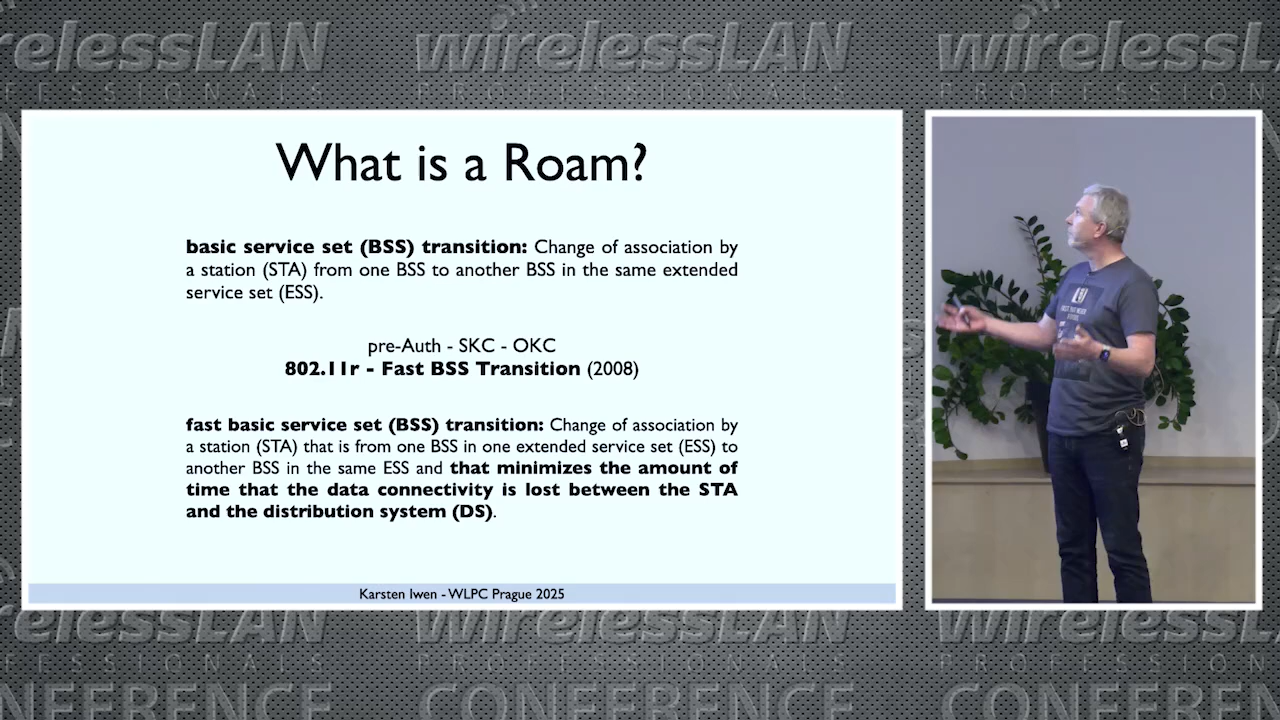 wirelessLAN
PROFESSIONALS
What is a Roam?
basic service set (BSS) transition: Change of association by
a station (STA) from one BSS to another BSS in the same extended
service set (ESS).
pre-Auth - SKC - OKC
802.11r - Fast BSS Transition (2008)
fast basic service set (BSS) transition: Change of association by
a station (STA) that is from one BSS in one extended service set (ESS) to
another BSS in the same ESS and that minimizes the amount of
time that the data connectivity is lost between the STA
and the distribution system (DS).
Karsten Iwen - WLPC Prague 2025
wirelessLAN
PROFESSIONALS
CONFERENCE